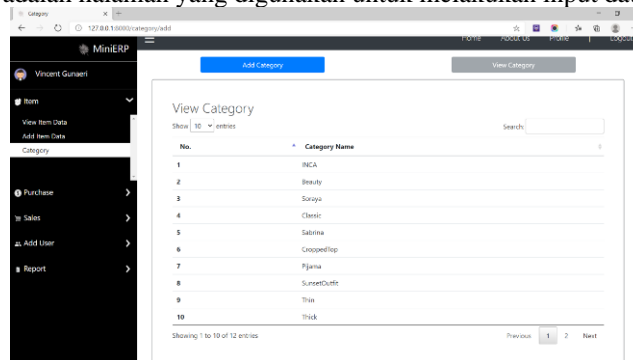 adalah halaman yang digunakan untuk melakukan input da
Category
127.0.0.1:8000/category/add
MiniERP
Home About Us Profile | Logout
Vincent Gunaeri
Add Category View Category
Item
View Item Data
Add Item Data
Category
Purchase
Sales
Add User
Report
View Category
Show 10 entries Search:
No. Category Name
1 INCA
2 Beauty
3 Soraya
4 Classic
5 Sabrina
6 CroppedTop
7 Pijama
8 SunsetOutfit
9 Thin
10 Thick
Showing 1 to 10 of 12 entries Previous 1 2 Next